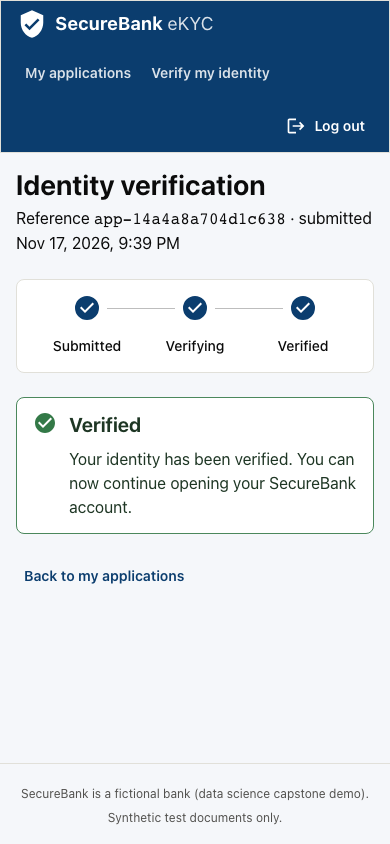 SecureBank eKYC
My applications Verify my identity
Log out
Identity verification
Reference app-14a4a8a704d1c638 · submitted
Nov 17, 2026, 9:39 PM
Submitted Verifying Verified
Verified
Your identity has been verified. You can
now continue opening your SecureBank
account.
Back to my applications
SecureBank is a fictional bank (data science capstone demo).
Synthetic test documents only.